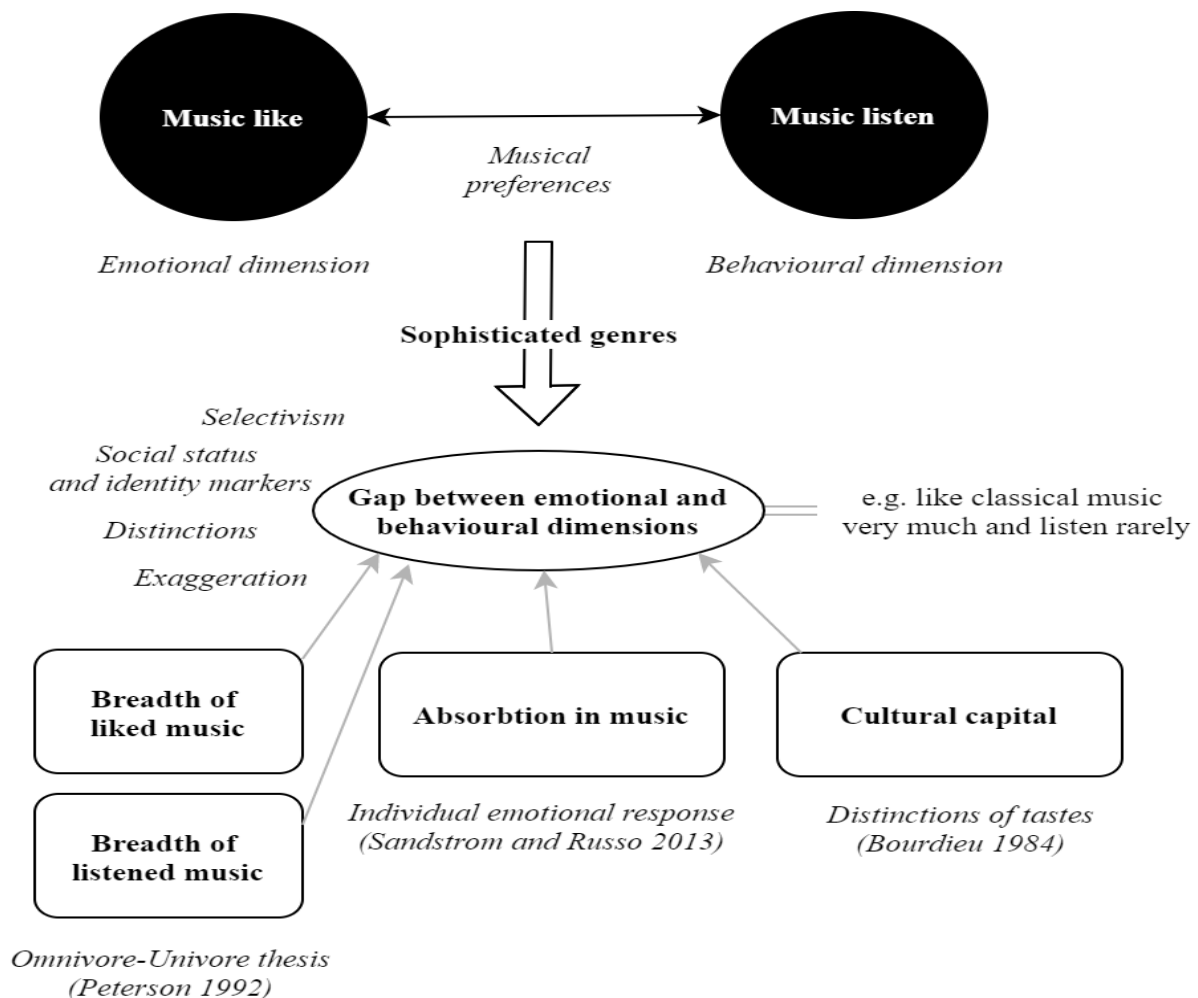 Music like
Music listen
Musical
preferences
Emotional dimension
Behavioural dimension
Sophisticated genres
Selectivism
Social status
and identity markers
Distinctions
Exaggeration
Gap between emotional and
behavioural dimensions
e.g. like classical music
very much and listen rarely
Breadth of
liked music
Absorbtion in music
Cultural capital
Breadth of
listened music
Individual emotional response
(Sandstrom and Russo 2013)
Distinctions of tastes
(Bourdieu 1984)
Omnivore-Univore thesis
(Peterson 1992)